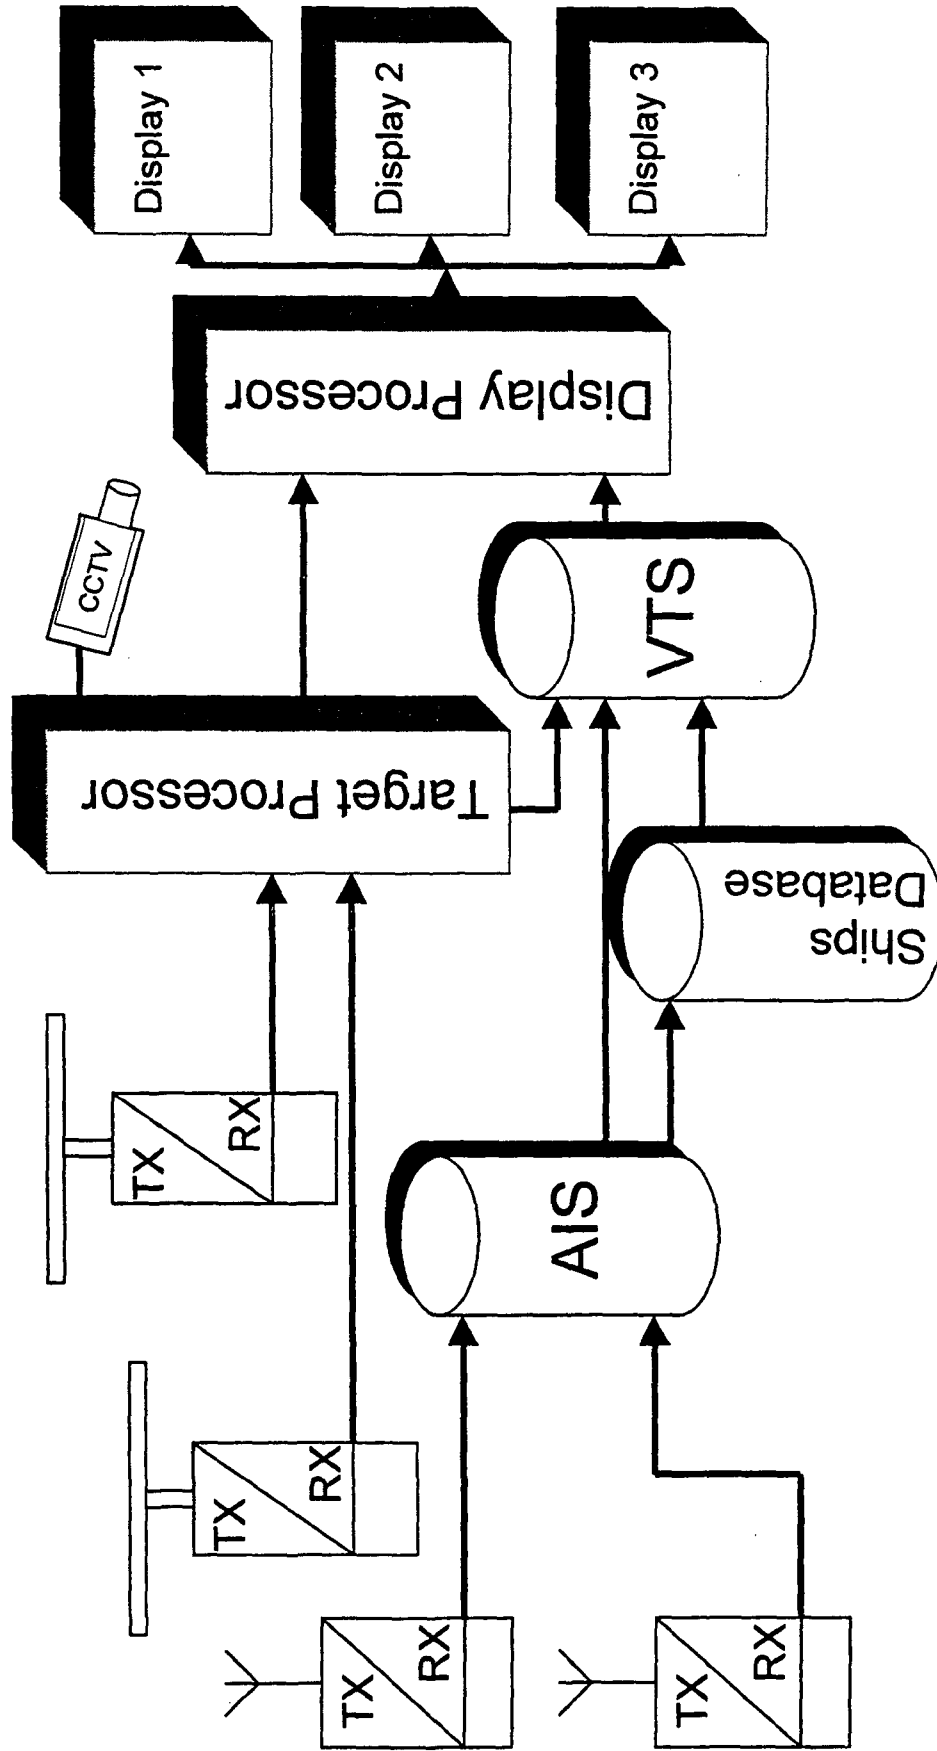 TX
RX
TX
RX
TX
RX
TX
RX
AIS
Target Processor
CCTV
Ships
Database
VTS
Display Processor
Display 1
Display 2
Display 3